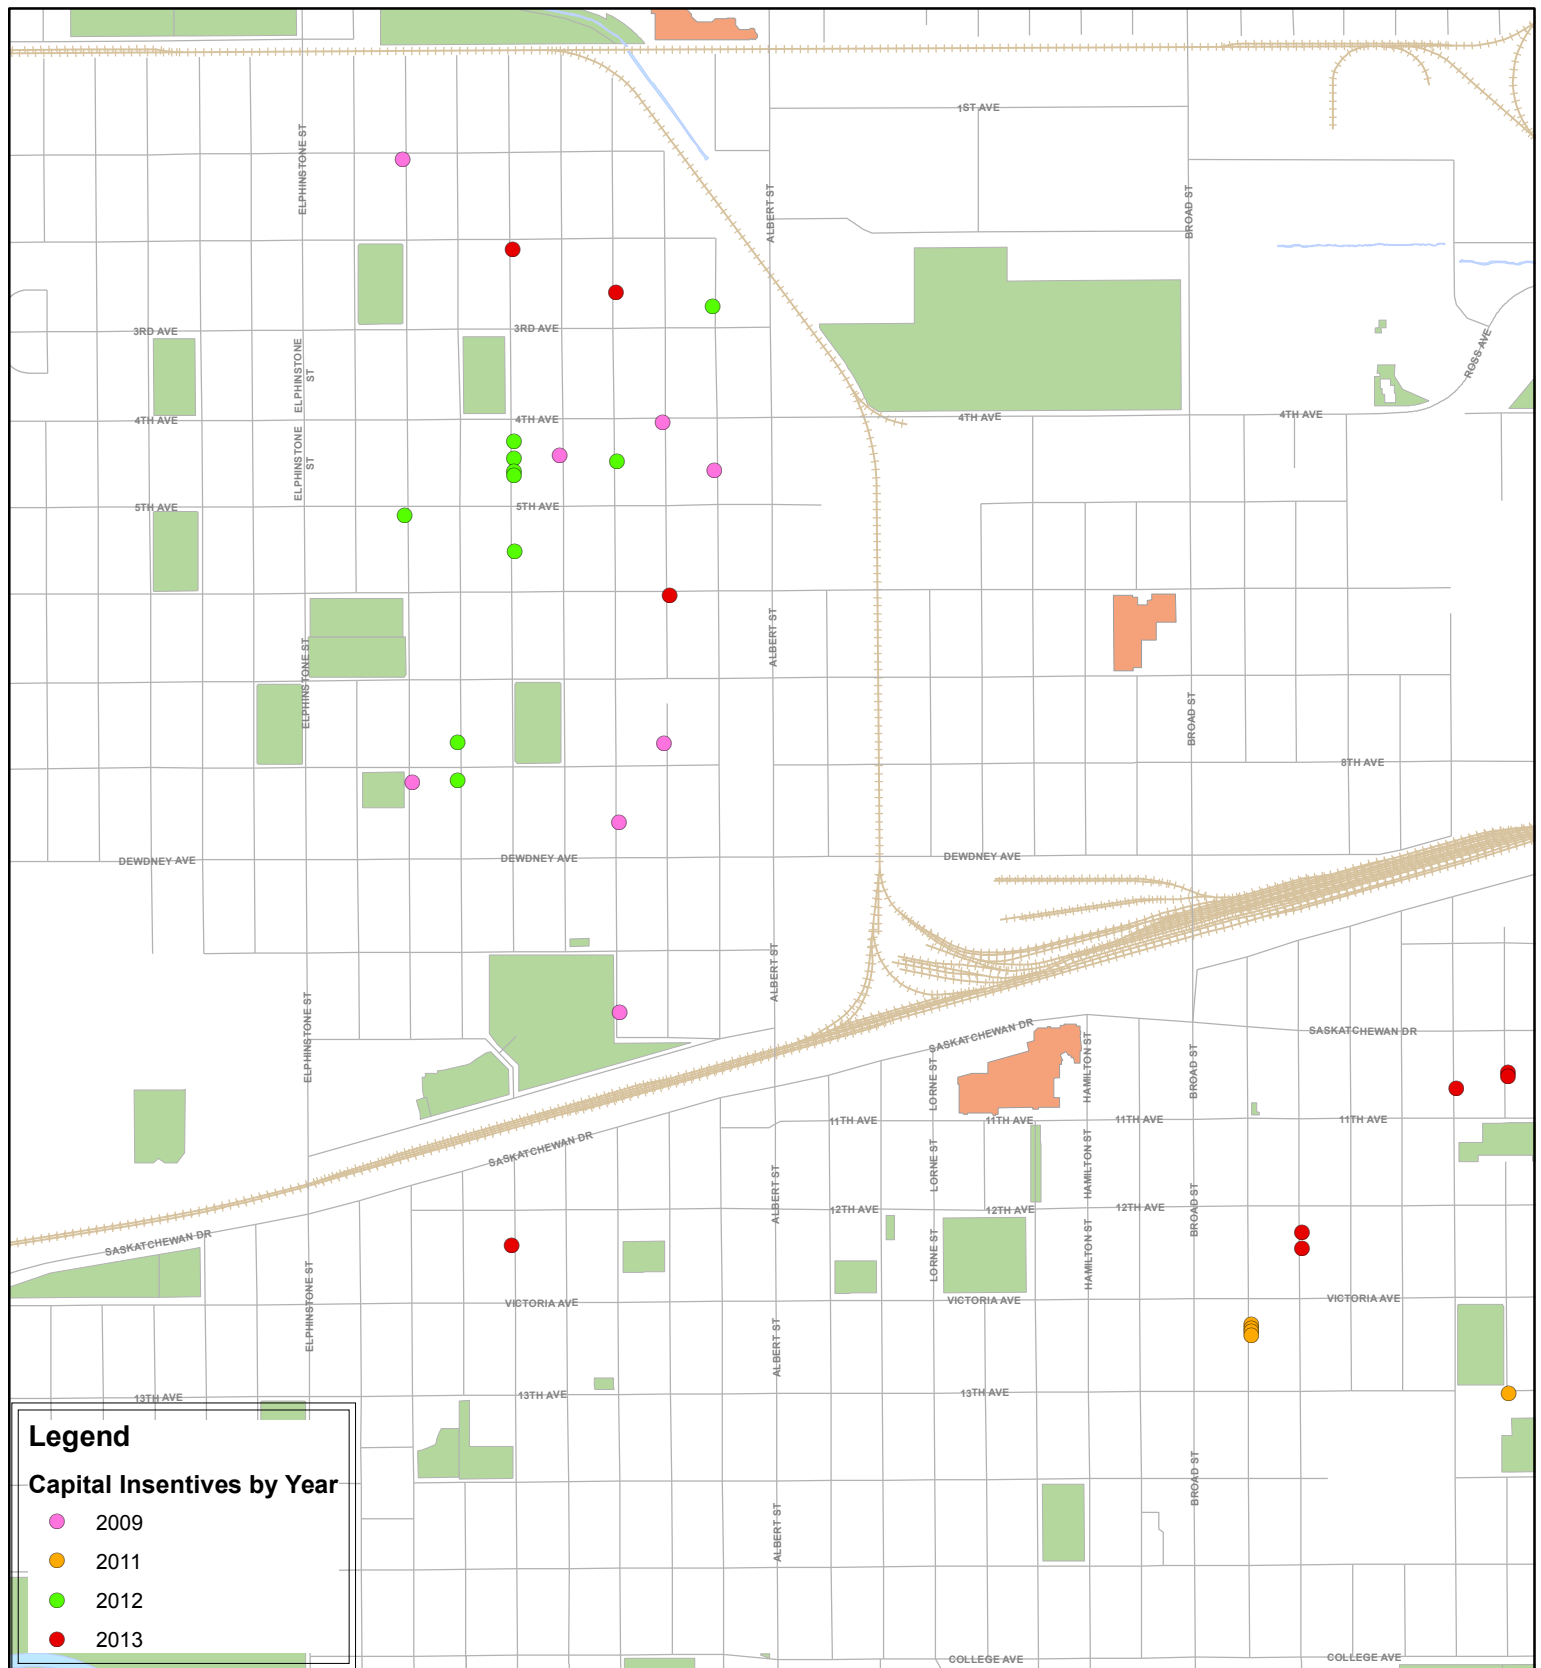 1ST AVE
ELPHINSTONE ST
ALBERT ST
BROAD ST
3RD AVE
3RD AVE
ROSS AVE
ELPHINSTONE
ST
4TH AVE
4TH AVE
4TH AVE
4TH AVE
ELPHINSTONE
ST
5TH AVE
5TH AVE
ALBERT ST
ELPHINSTONE ST
BROAD ST
8TH AVE
DEWDNEY AVE
DEWDNEY AVE
DEWDNEY AVE
ALBERT ST
ELPHINSTONE ST
SASKATCHEWAN DR
SASKATCHEWAN DR
LORNE ST
HAMILTON ST
BROAD ST
11TH AVE
11TH AVE
11TH AVE
11TH AVE
SASKATCHEWAN DR
ALBERT ST
LORNE ST
HAMILTON ST
BROAD ST
12TH AVE
12TH AVE
12TH AVE
SASKATCHEWAN DR
LORNE ST
HAMILTON ST
ELPHINSTONE ST
VICTORIA AVE
VICTORIA AVE
VICTORIA AVE
ALBERT ST
13TH AVE
13TH AVE
13TH AVE
BROAD ST
ALBERT ST
COLLEGE AVE
COLLEGE AVE
Legend
Capital Insentives by Year
2009
2011
2012
2013